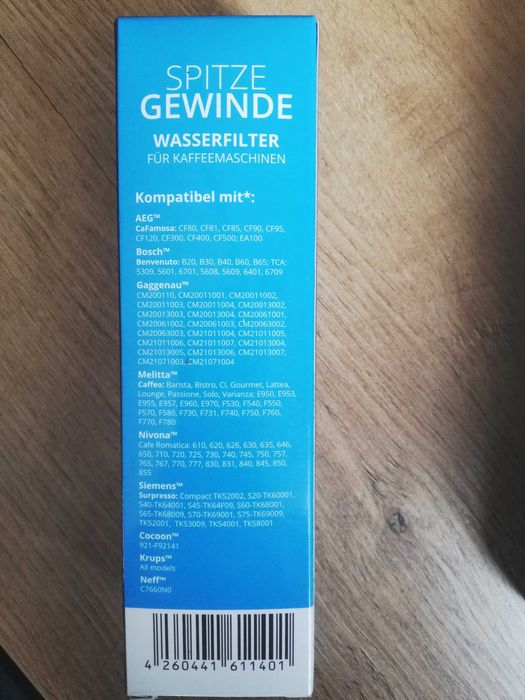 SPITZE
GEWINDE
WASSERFILTER
FÜR KAFFEEMASCHINEN
Kompatibel mit*:
AEG™
CaFamosa: CF80, CF81, CF85, CF90, CF95,
CF120, CF300, CF400, CF500; EA100
Bosch™
Benvenuto: B20, B30, B40, B60, B65; TCA:
5309, 5601, 6701, 5608, 5609, 6401, 6709
Gaggenau™
CM200110, CM20011001, CM20011002,
CM20011003, CM20011004, CM20013002,
CM20013003, CM20013004, CM20061001,
CM20061002, CM20061003, CM20063002,
CM20063003, CM21011004, CM21011005,
CM21011006, CM21011007, CM21013004,
CM21013005, CM21013006, CM21013007,
CM21071003, CM21071004
Melitta™
Caffeo: Barista, Bistro, CI, Gourmet, Lattea,
Lounge, Passione, Solo, Varianza; E950, E953,
E955, E957, E960, E970, F530, F540, F550,
F570, F580, F730, F731, F740, F750, F760,
F770, F780
Nivona™
Cafe Romatica: 610, 620, 626, 630, 635, 646,
650, 710, 720, 725, 730, 740, 745, 750, 757,
765, 767, 770, 777, 830, 831, 840, 845, 850,
855
Siemens™
Surpresso: Compact TK52002, S20-TK60001,
S40-TK64001, S45-TK64F09, S60-TK68001,
S65-TK68009, S70-TK69001, S75-TK69009,
TK52001, TK53009, TK54001, TK58001
Cocoon™
921-F92141
Krups™
All models
Neff™
C7660N0
4 260441 611401